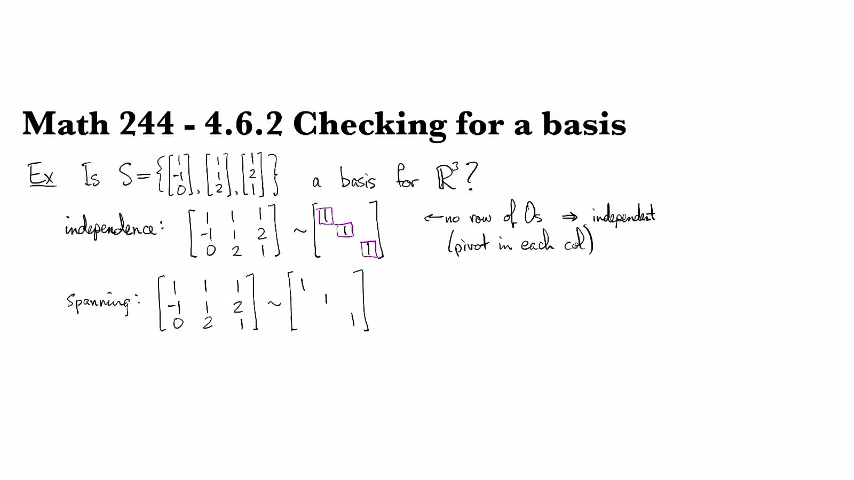 Math 244 - 4.6.2 Checking for a basis
Ex Is S = {[1 -1 0], [1 1 2], [1 2 1]} a basis for ℝ³?
independence: [1 1 1 -1 1 2 0 2 1] ~ [1 1 1] ← no row of 0s ⇒ independent
(pivot in each col)
spanning: [1 1 1 -1 1 2 0 2 1] ~ [1 1 1]